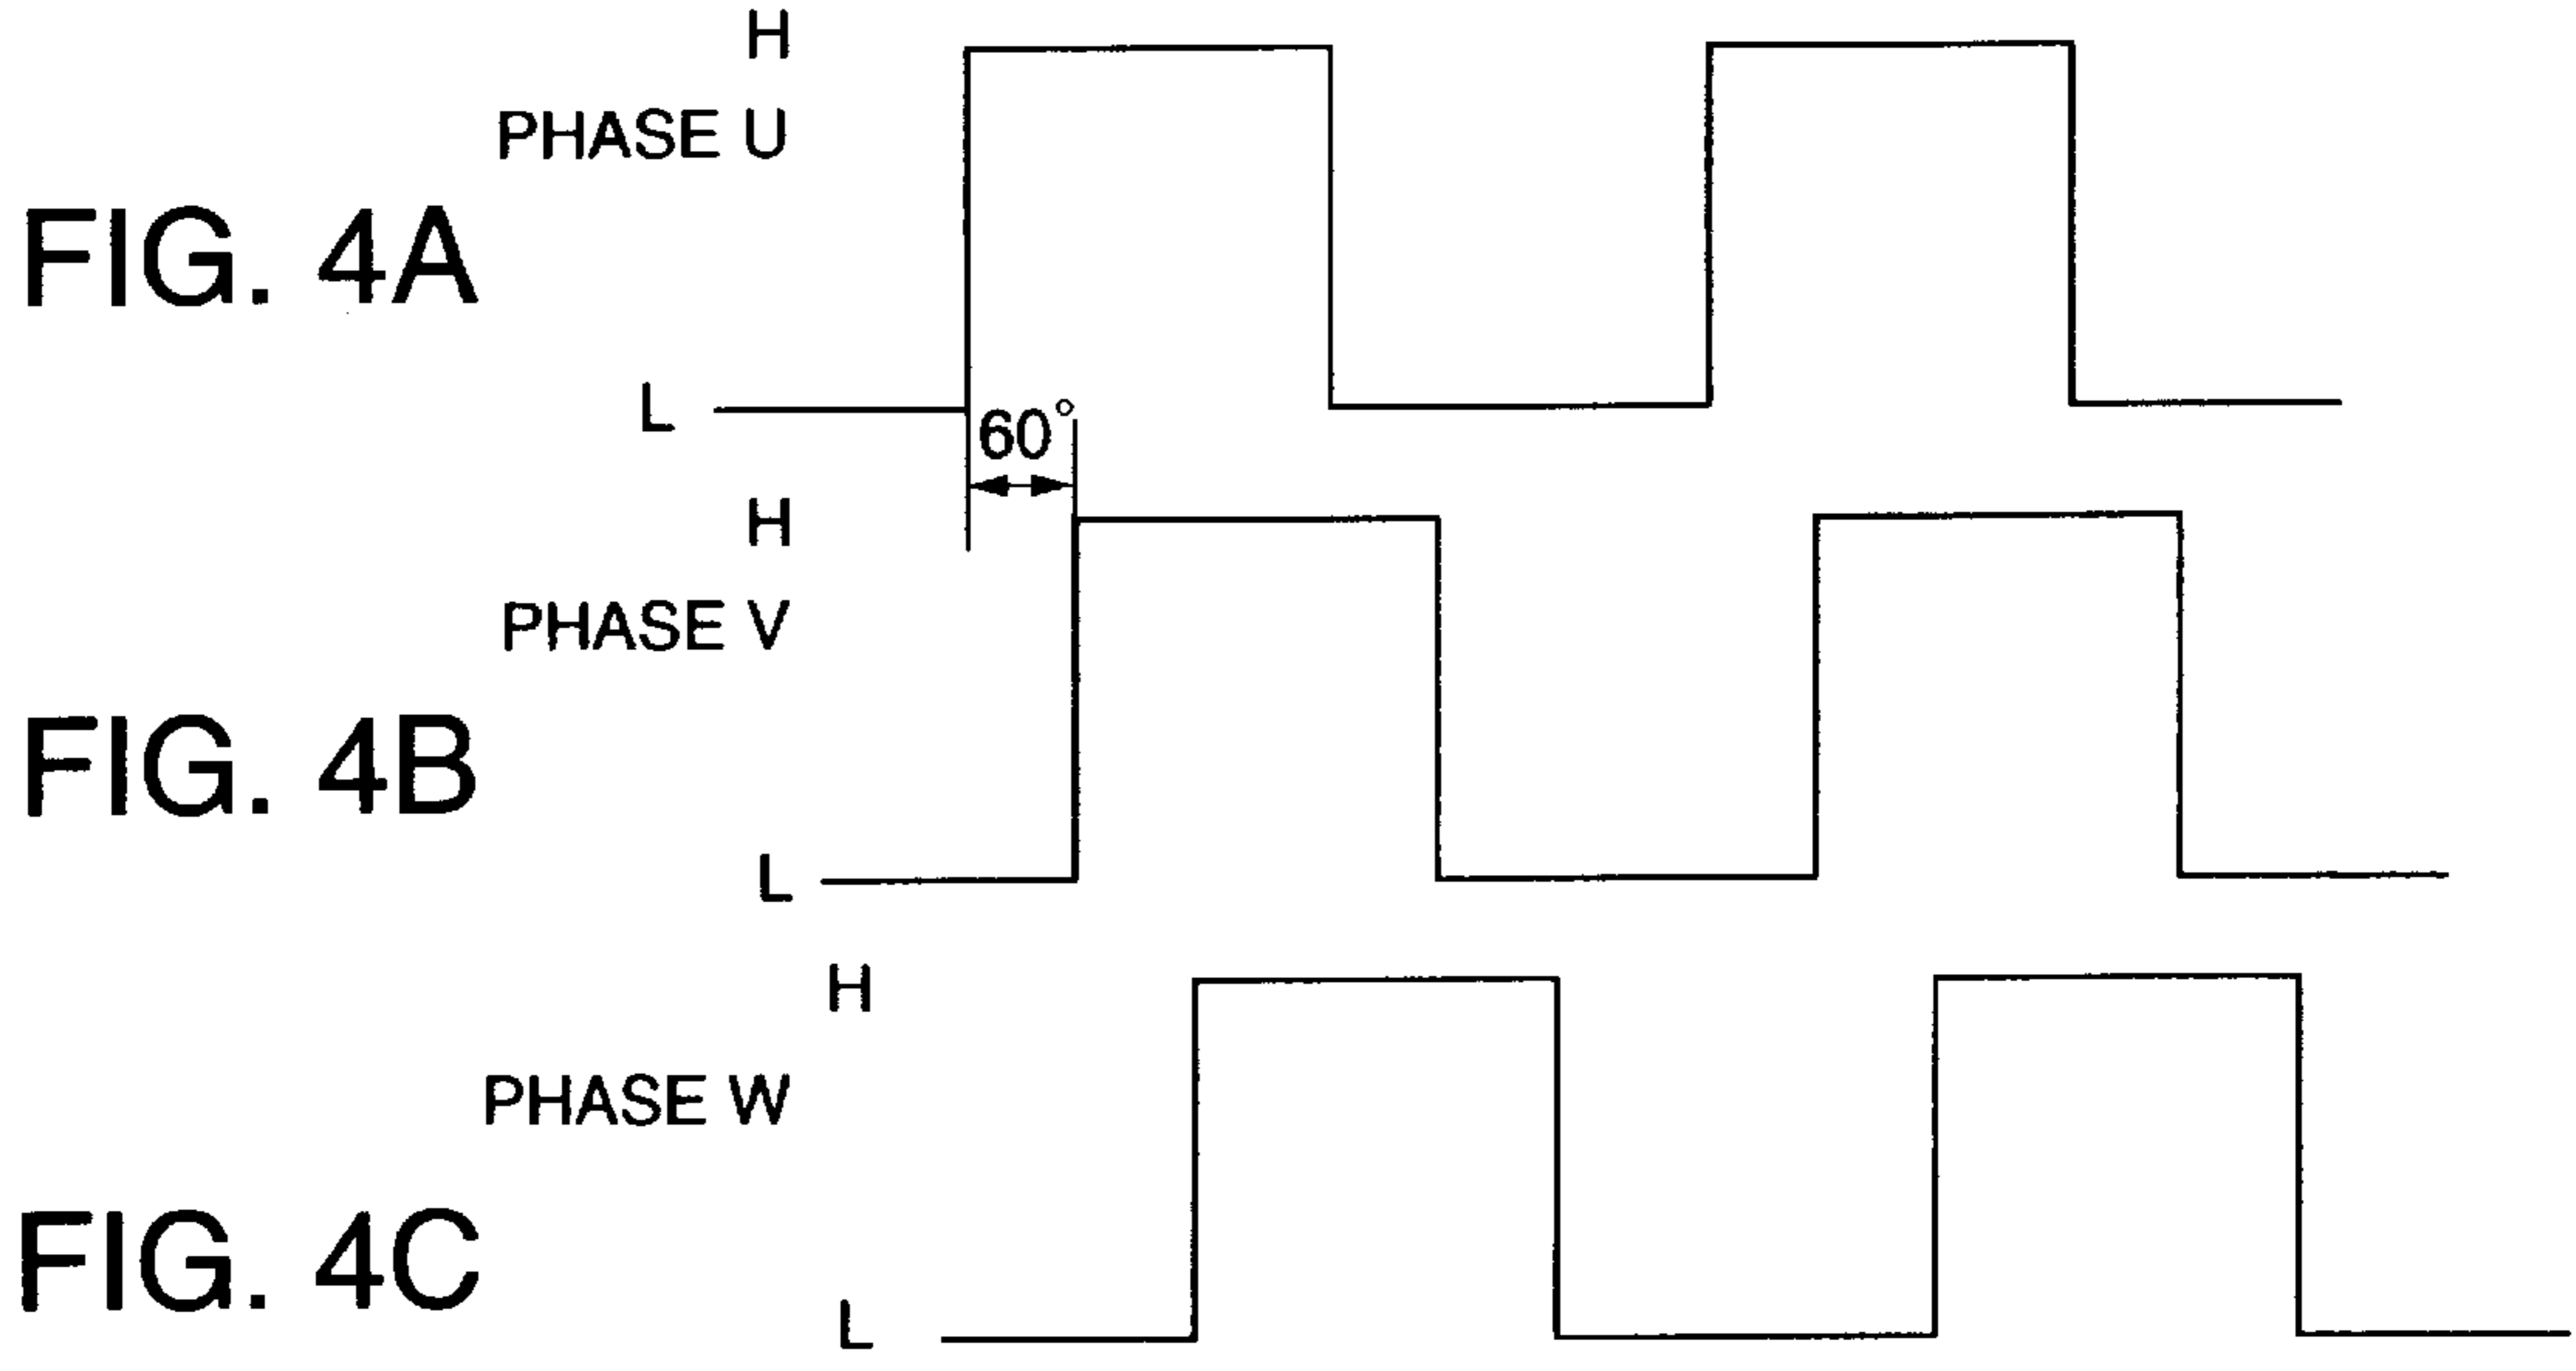 H
PHASE U
FIG. 4A
L
60°
H
PHASE V
FIG. 4B
L
H
PHASE W
FIG. 4C
L